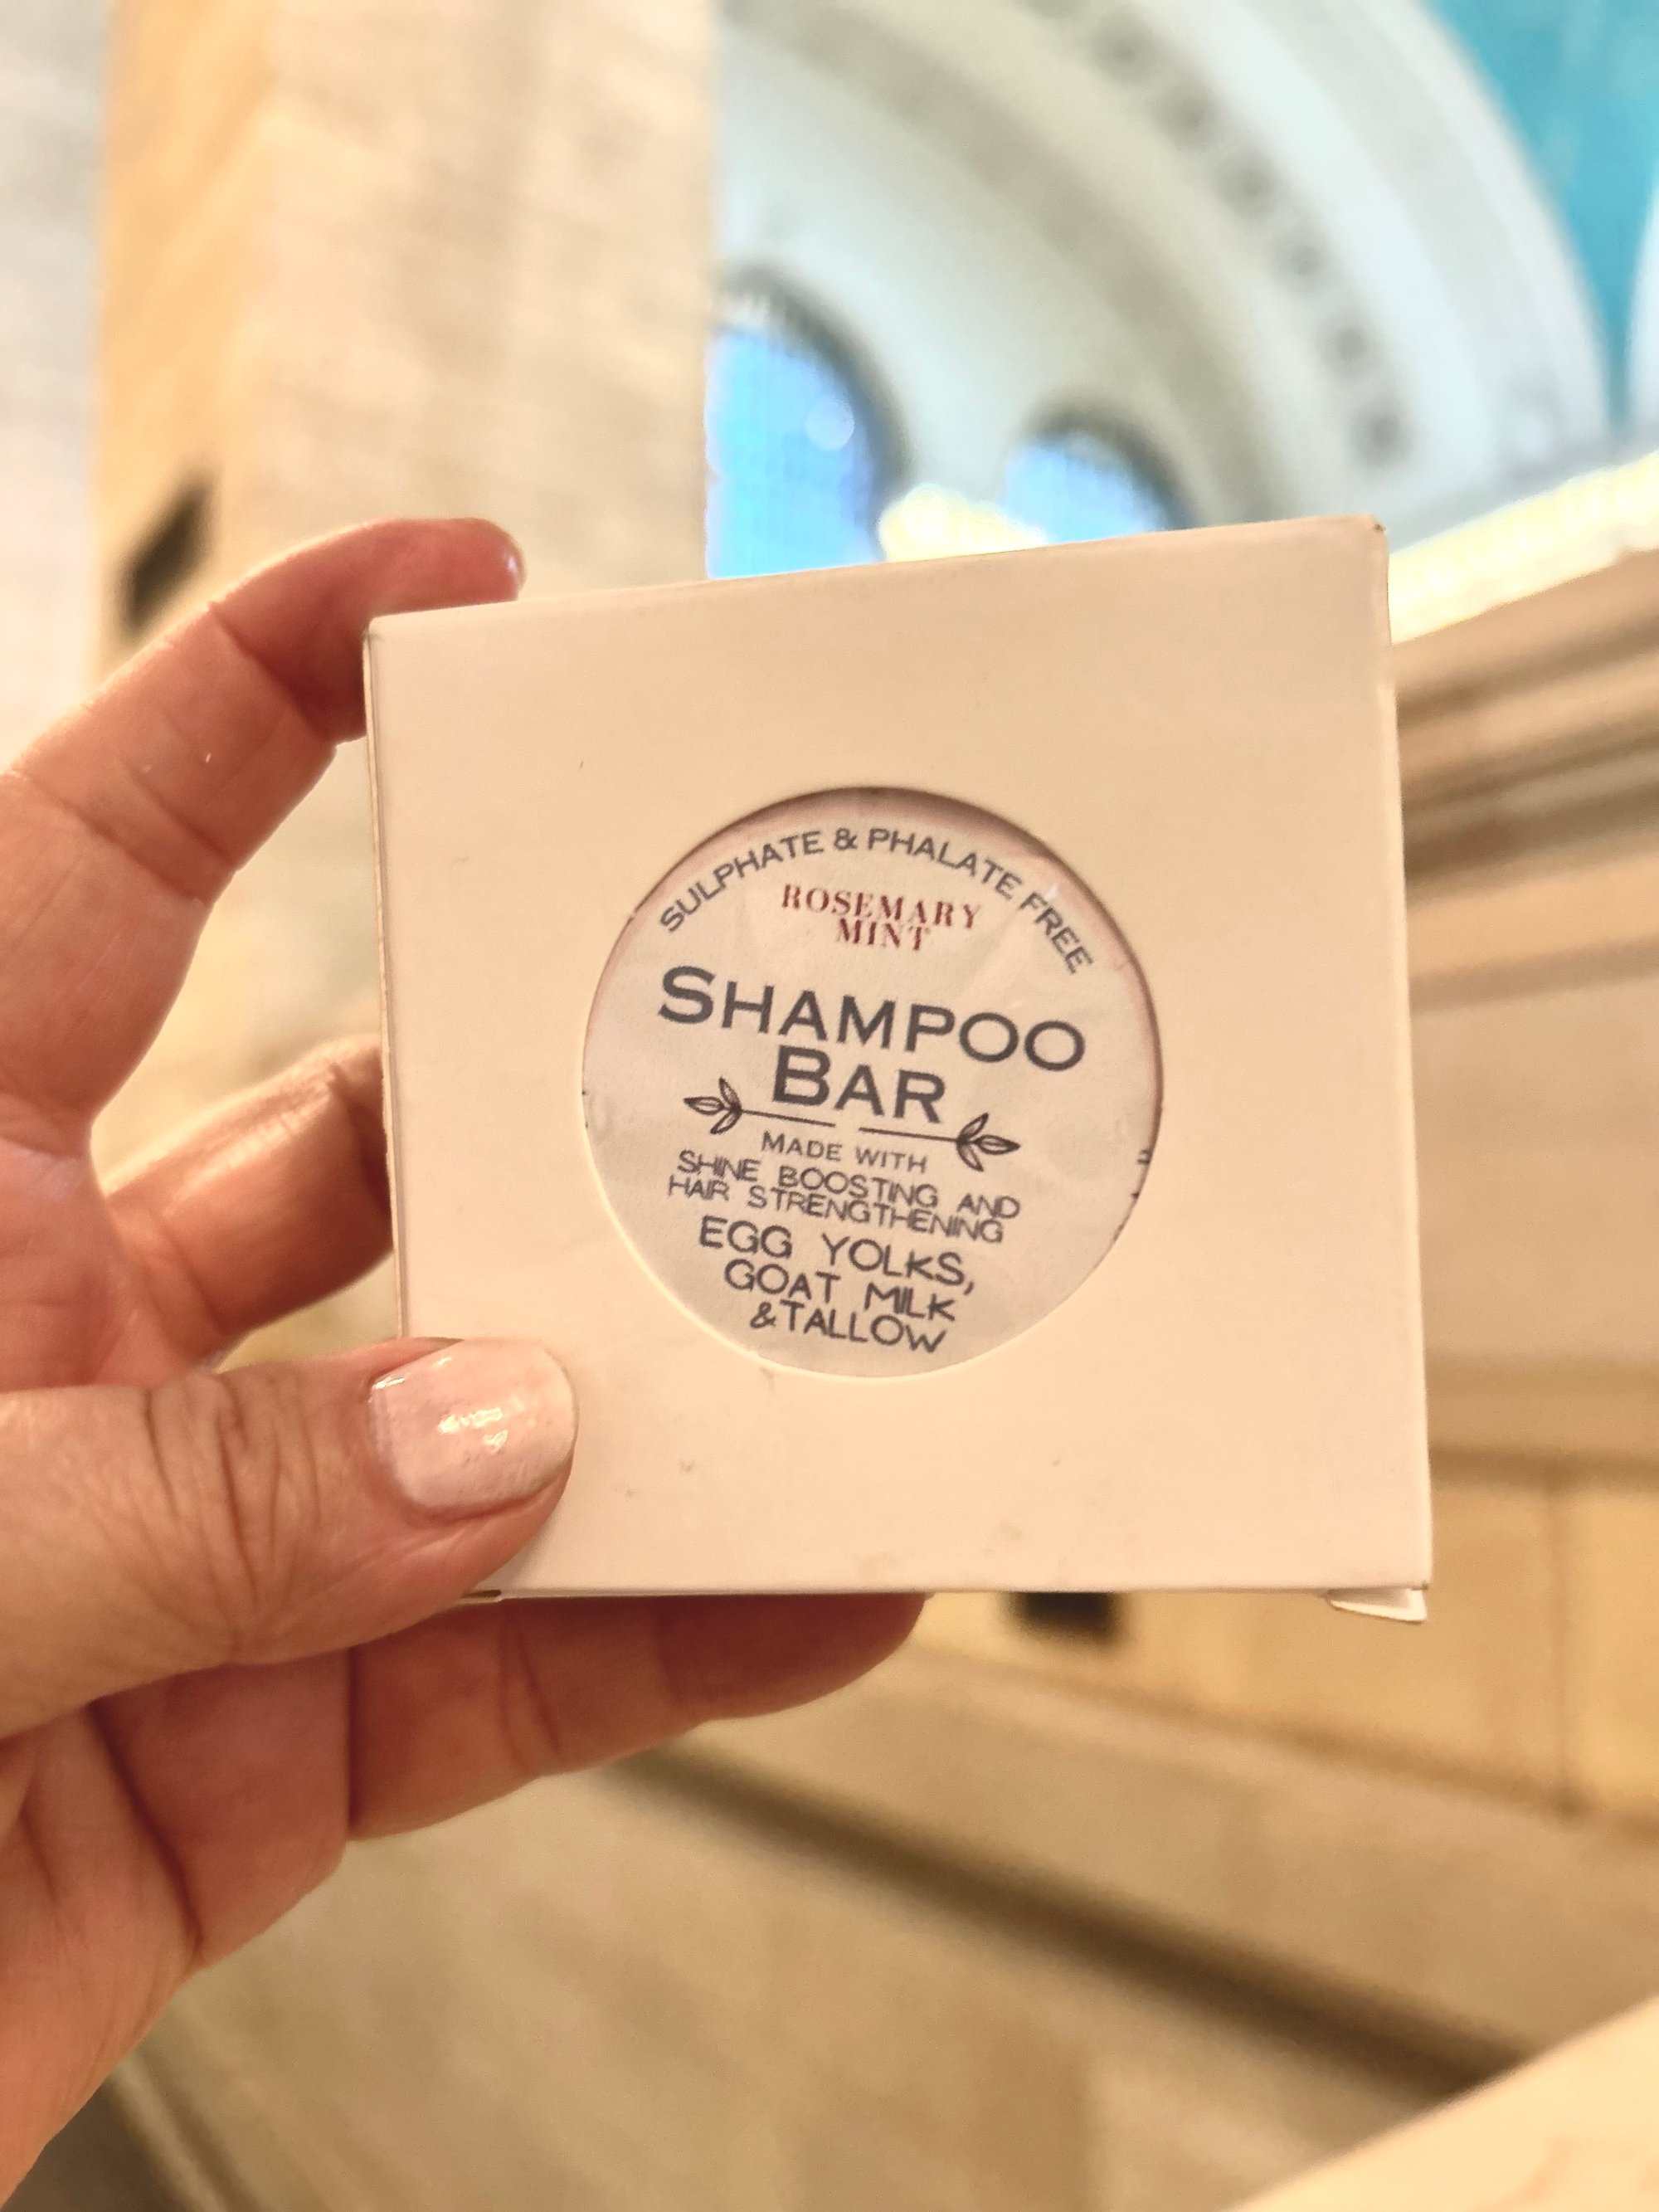 SULPHATE & PHALATE FREE
ROSEMARY
MINT
SHAMPOO
BAR
MADE WITH
SHINE BOOSTING AND
HAIR STRENGTHENING
EGG YOLKS,
GOAT MILK
&TALLOW